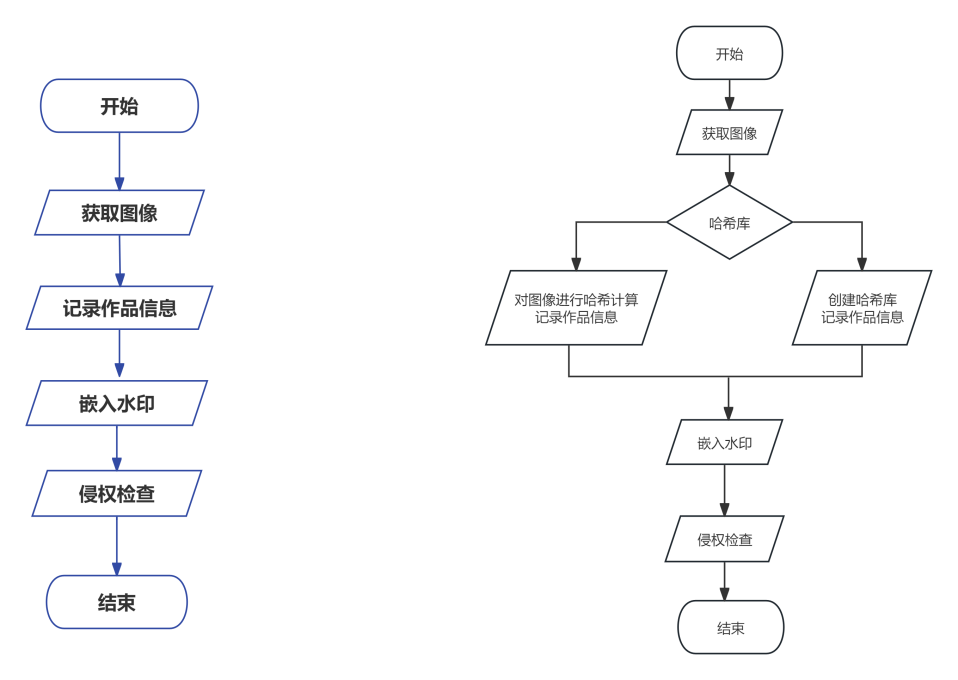 开始
获取图像
记录作品信息
嵌入水印
侵权检查
结束
开始
获取图像
哈希库
对图像进行哈希计算
记录作品信息
创建哈希库
记录作品信息
嵌入水印
侵权检查
结束